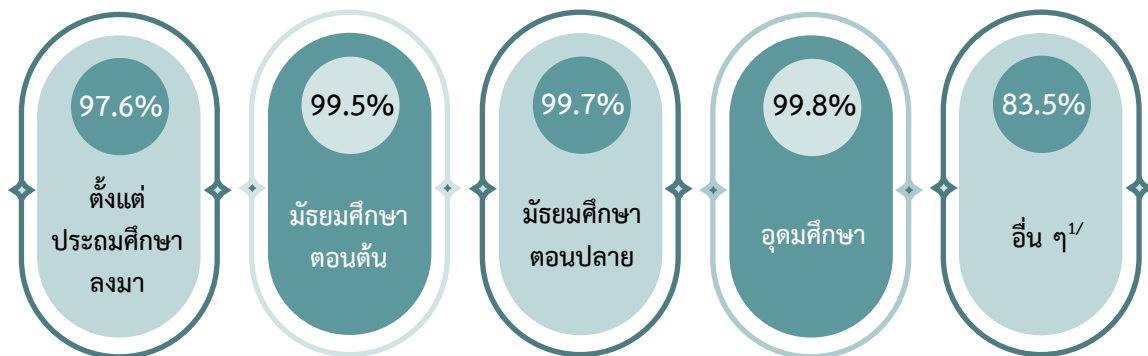 97.6%
ตั้งแต่
ประถมศึกษา
ลงมา
99.5%
มัธยมศึกษา
ตอนต้น
99.7%
มัธยมศึกษา
ตอนปลาย
99.8%
อุดมศึกษา
83.5%
อื่น ๆ¹/